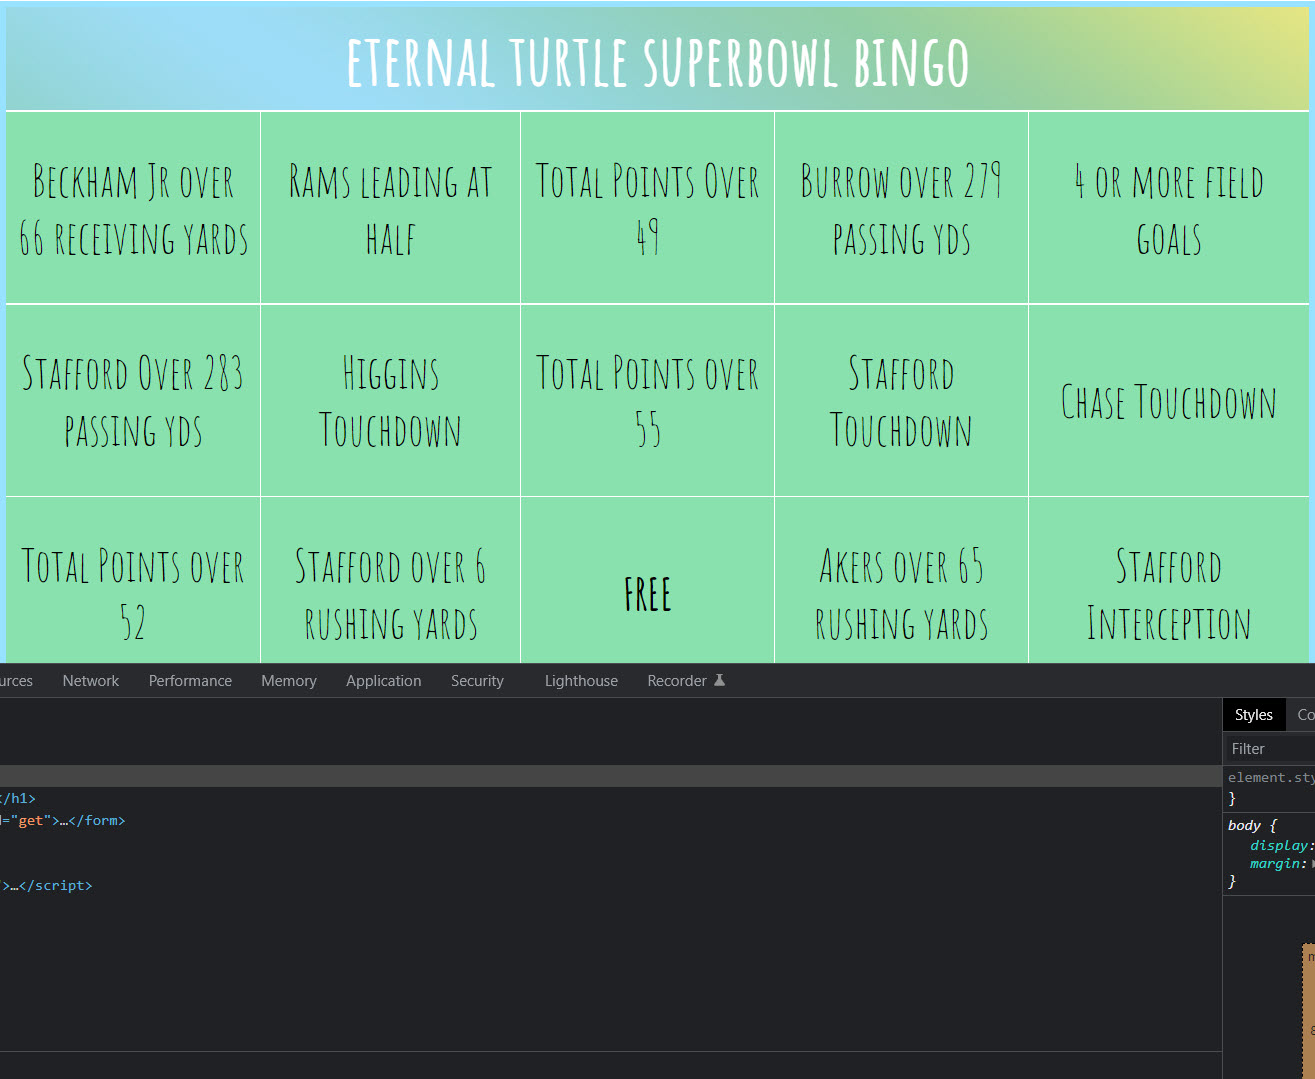 ETERNAL TURTLE SUPERBOWL BINGO
BECKHAM JR OVER
66 RECEIVING YARDS
RAMS LEADING AT
HALF
TOTAL POINTS OVER
49
BURROW OVER 279
PASSING YDS
4 OR MORE FIELD
GOALS
STAFFORD OVER 283
PASSING YDS
HIGGINS
TOUCHDOWN
TOTAL POINTS OVER
55
STAFFORD
TOUCHDOWN
CHASE TOUCHDOWN
TOTAL POINTS OVER
52
STAFFORD OVER 6
RUSHING YARDS
FREE
AKERS OVER 65
RUSHING YARDS
STAFFORD
INTERCEPTION
urces Network Performance Memory Application Security Lighthouse Recorder
Styles Co
Filter
element.sty
}
body {
display:
margin:
}
</h1>
="get">…</form>
>…</script>